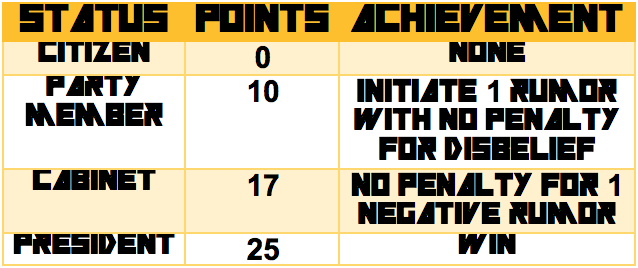 STATUS POINTS ACHIEVEMENT
CITIZEN 0 NONE
PARTY MEMBER 10 INITIATE 1 RUMOR
WITH NO PENALTY
FOR DISBELIEF
CABINET 17 NO PENALTY FOR 1
NEGATIVE RUMOR
PRESIDENT 25 WIN